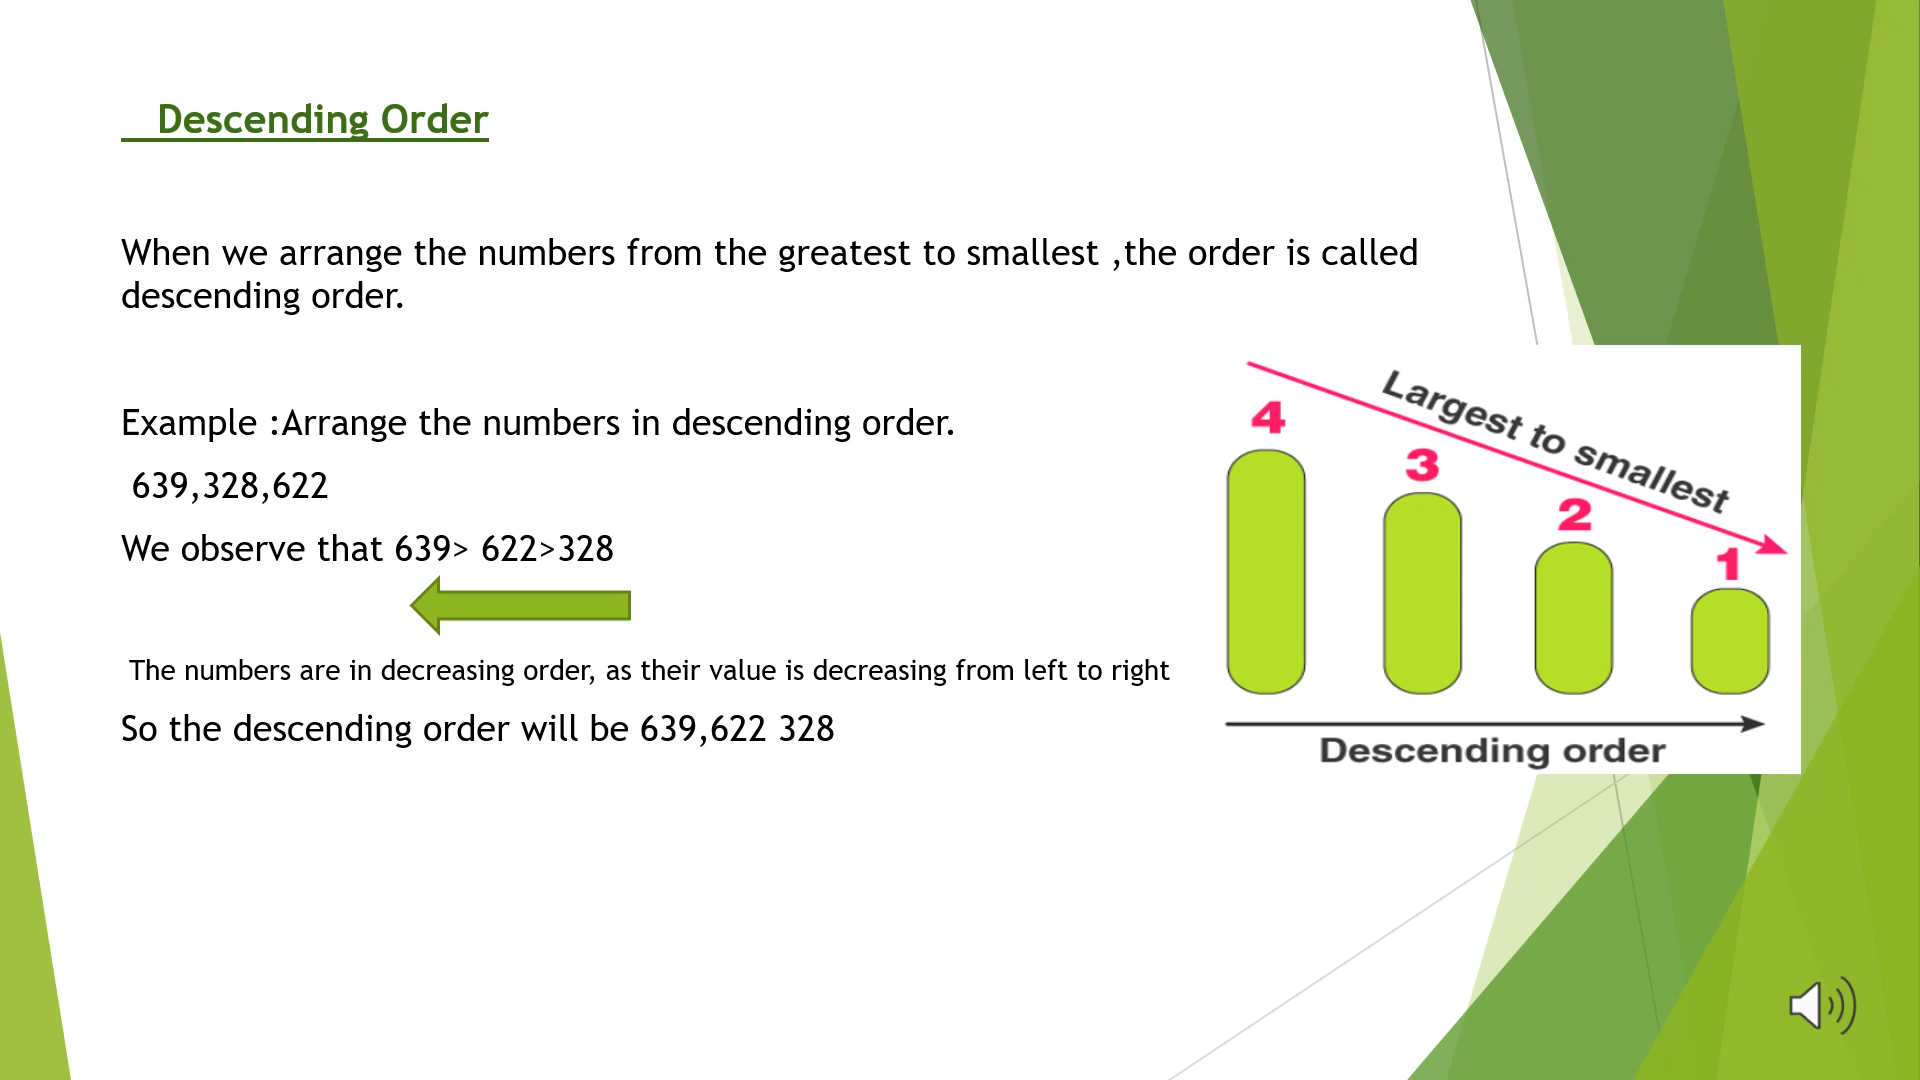 Descending Order
When we arrange the numbers from the greatest to smallest ,the order is called
descending order.
Example :Arrange the numbers in descending order.
639,328,622
We observe that 639> 622>328
The numbers are in decreasing order, as their value is decreasing from left to right
So the descending order will be 639,622 328
Largest to smallest
4
3
2
1
Descending order